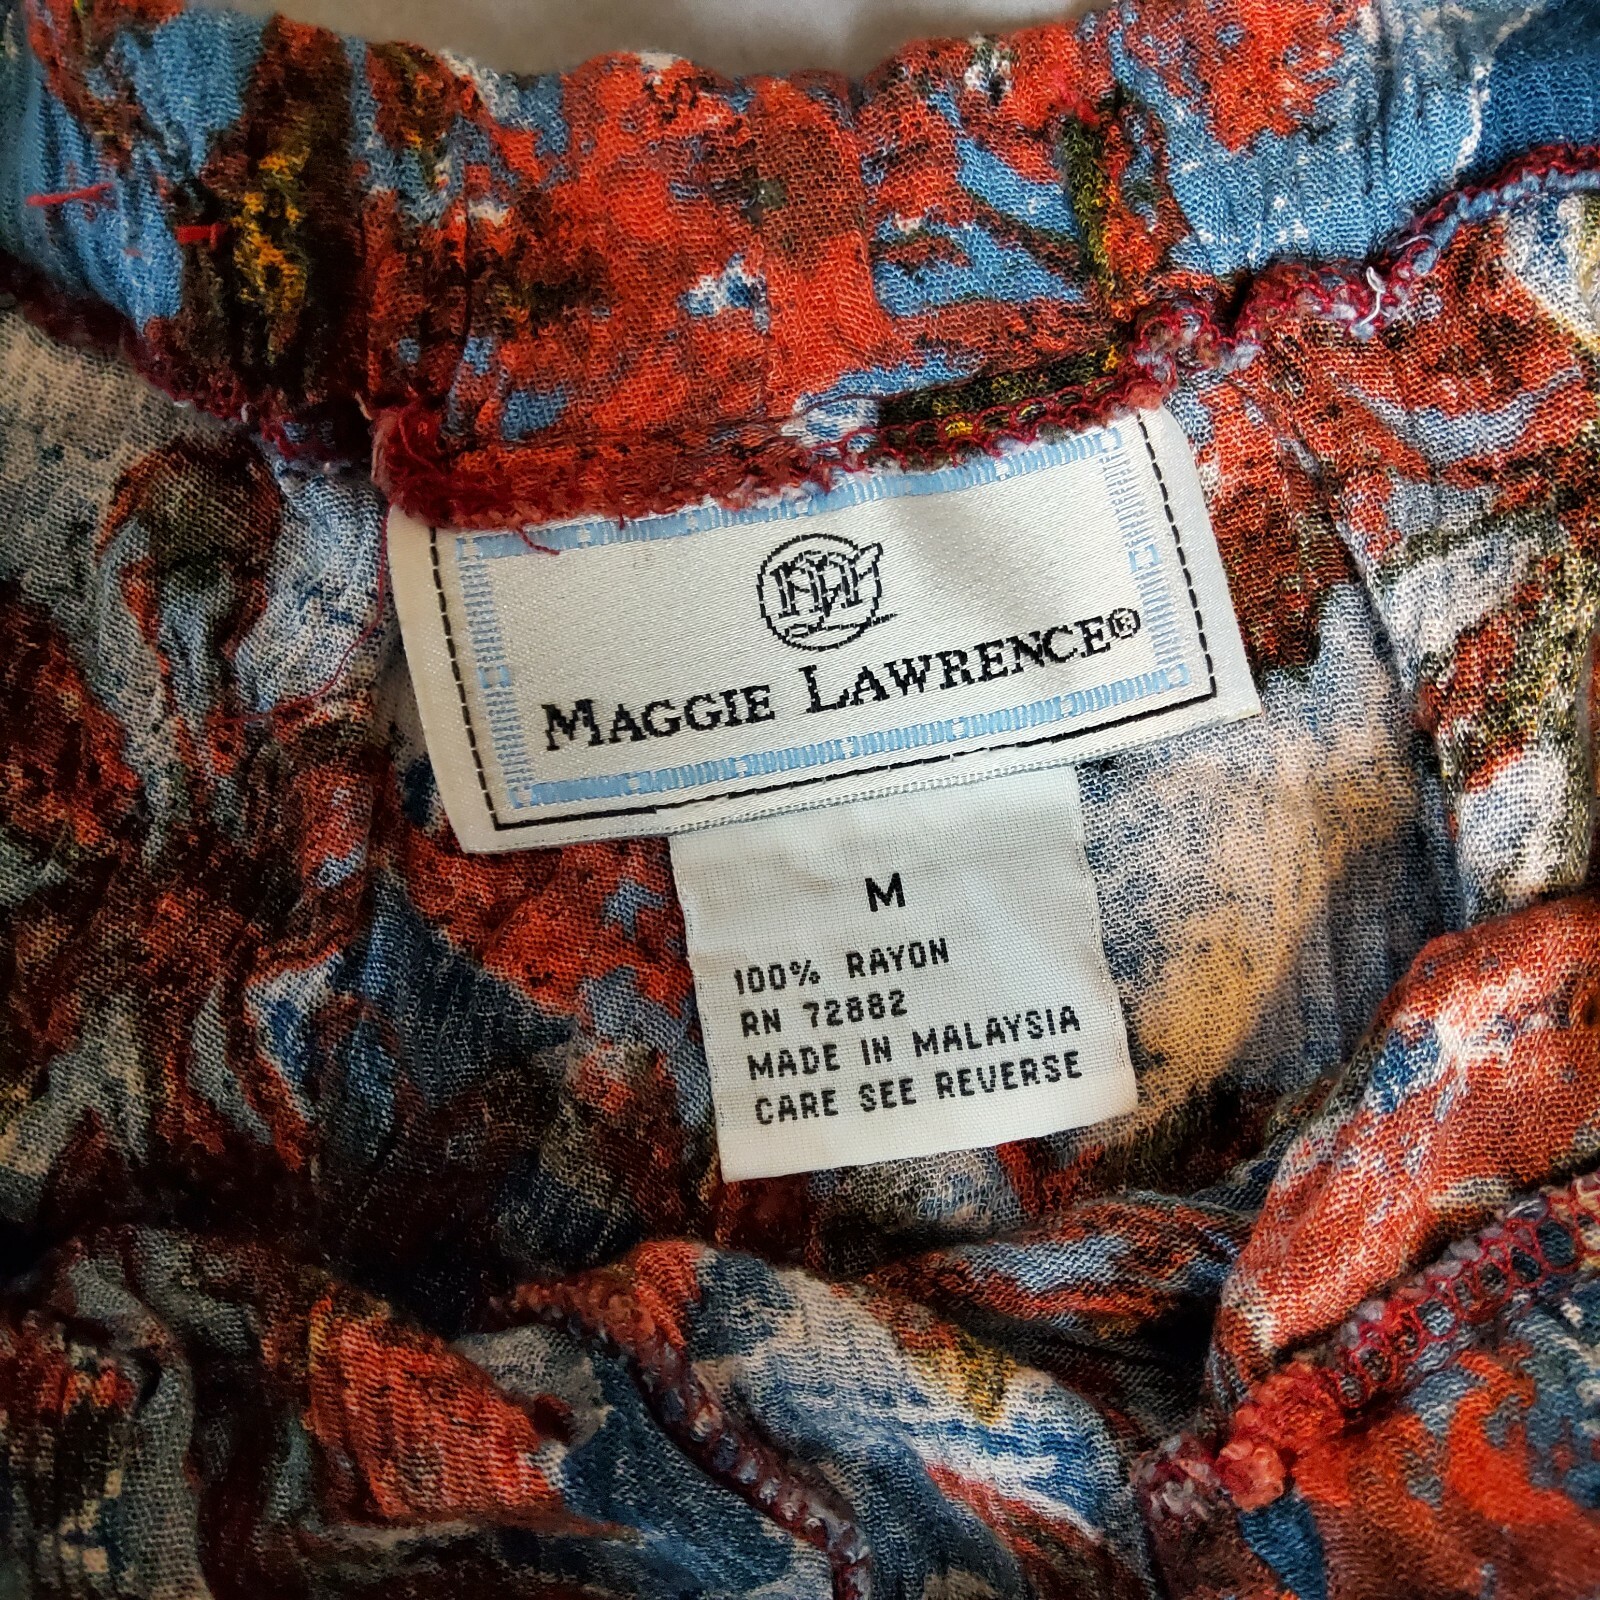 MAGGIE LAWRENCE®
M
100% RAYON
RN 72882
MADE IN MALAYSIA
CARE SEE REVERSE